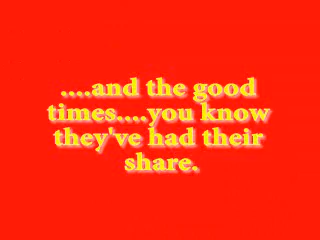 ....and the good
times....you know
they've had their
share.